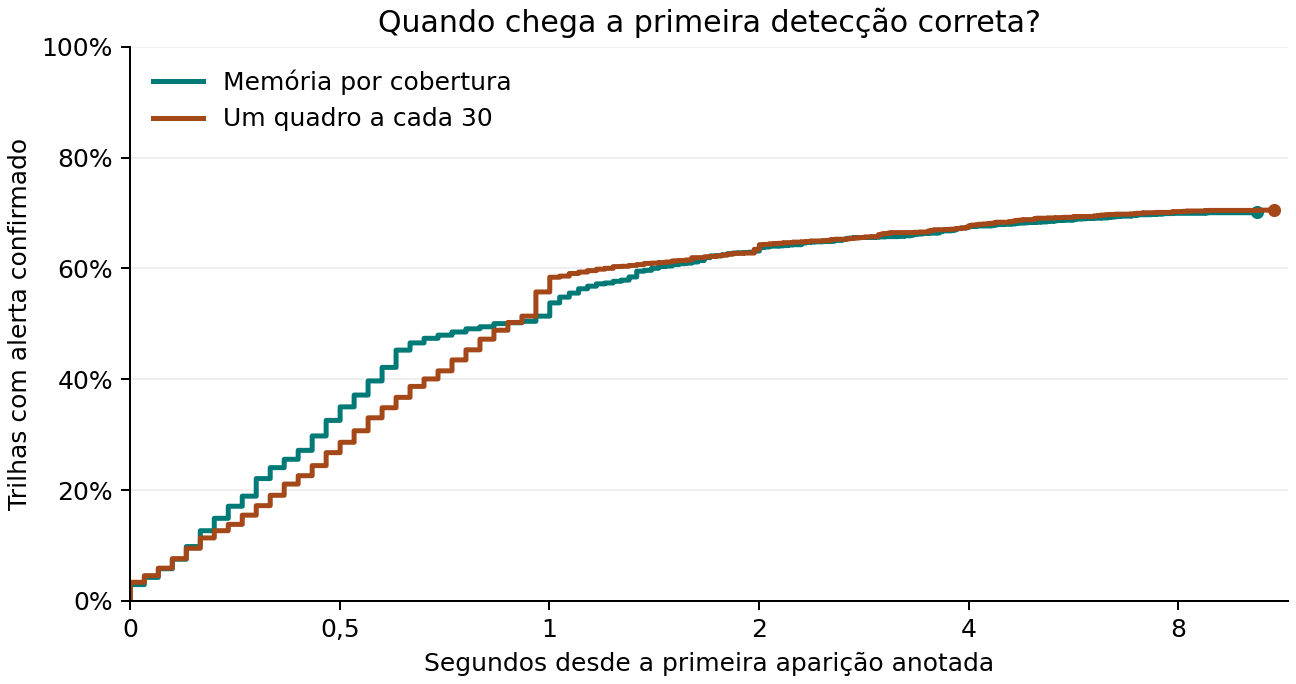 Quando chega a primeira detecção correta?
100%
80%
60%
40%
20%
0%
Trilhas com alerta confirmado
Memória por cobertura
Um quadro a cada 30
0 0,5 1 2 4 8
Segundos desde a primeira aparição anotada